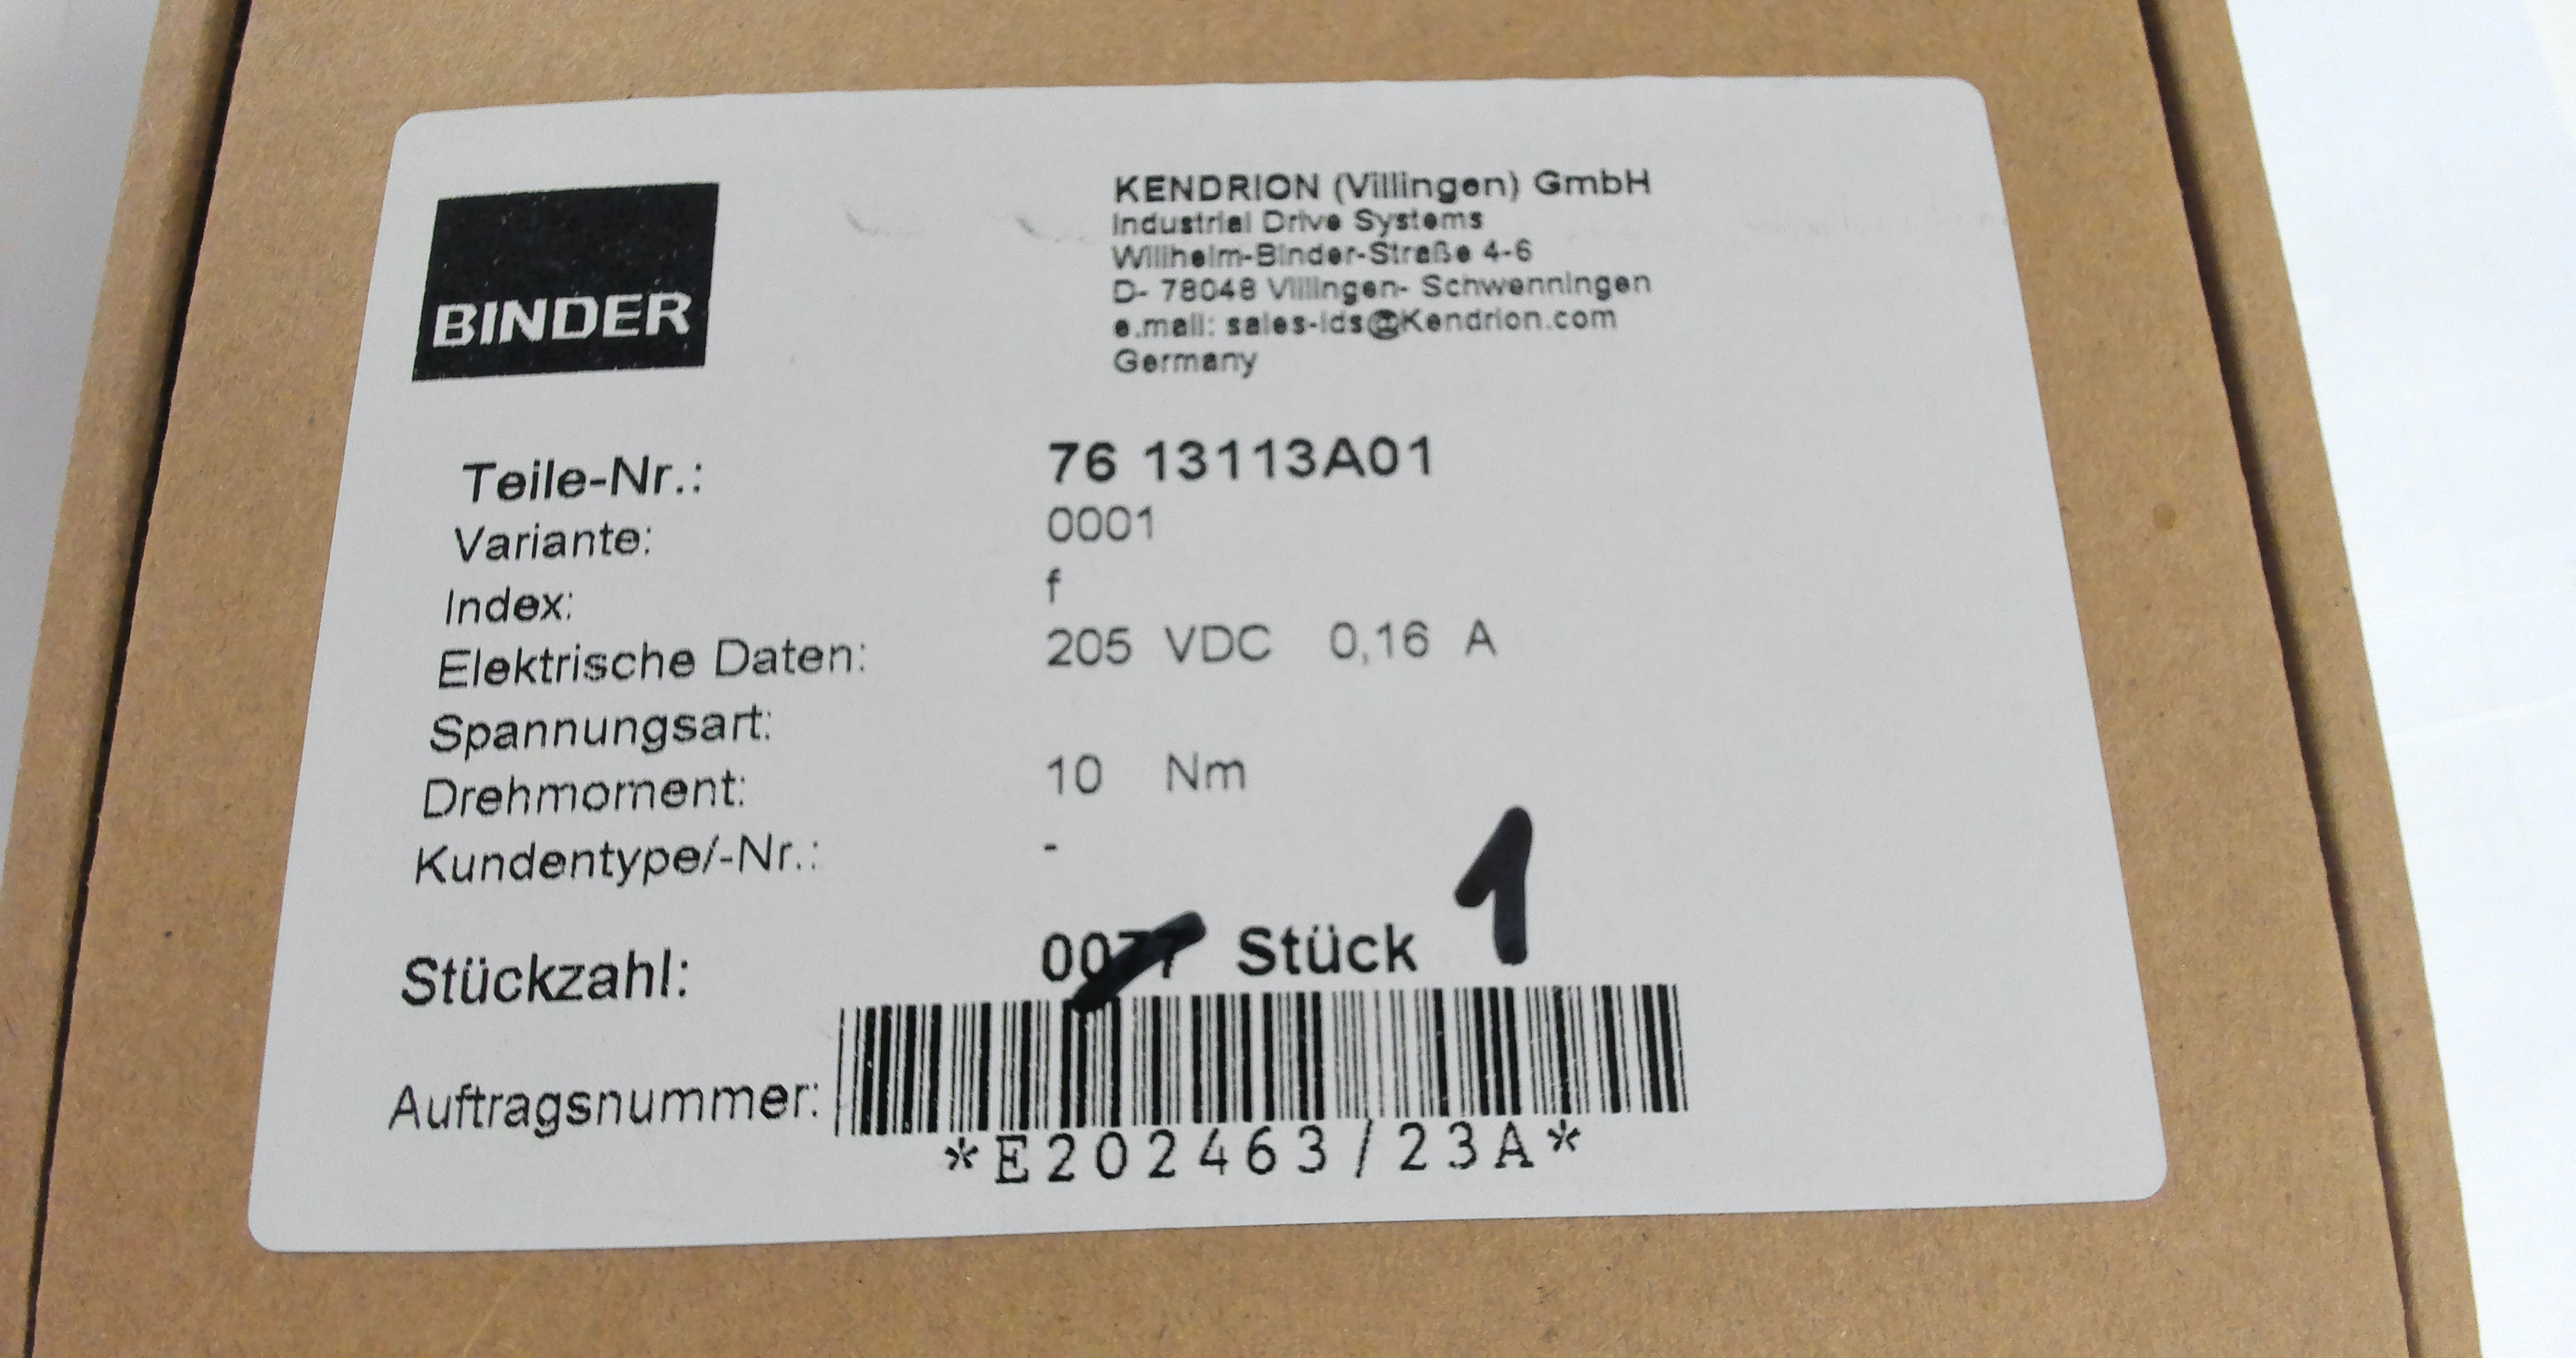 BINDER
KENDRION (Villingen) GmbH
Industrial Drive Systems
Willhelm-Binder-Straße 4-6
D- 78048 Villingen- Schwenningen
e.mail: sales-ids@Kendrion.com
Germany
Teile-Nr.: 76 13113A01
Variante: 0001
Index: f
Elektrische Daten: 205 VDC 0,16 A
Spannungsart:
Drehmoment: 10 Nm
Kundentype/-Nr.: -
Stückzahl: Stück 1
Auftragsnummer:
*E202463/23A*